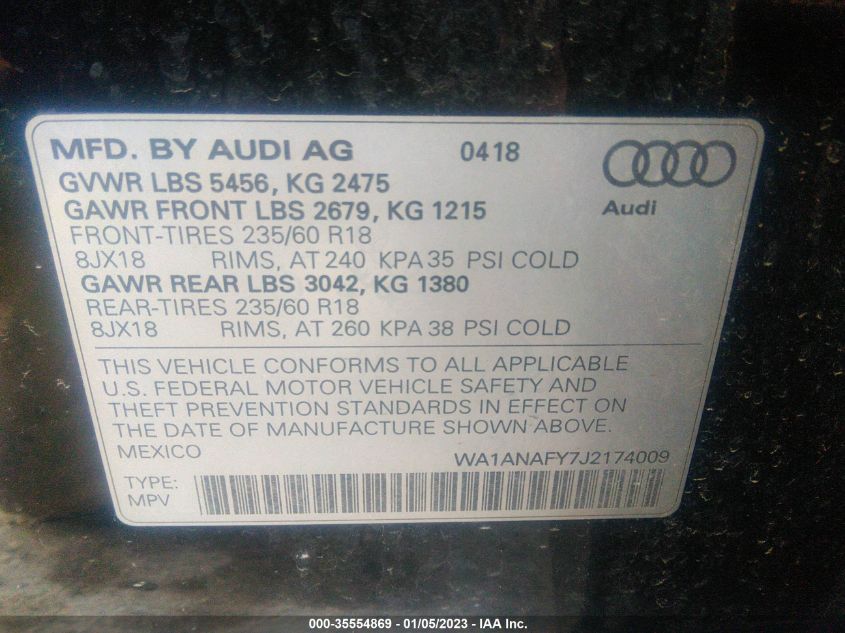 MFD. BY AUDI AG 0418
GVWR LBS 5456, KG 2475
GAWR FRONT LBS 2679, KG 1215
Audi
FRONT-TIRES 235/60 R18
8JX18 RIMS, AT 240 KPA 35 PSI COLD
GAWR REAR LBS 3042, KG 1380
REAR-TIRES 235/60 R18
8JX18 RIMS, AT 260 KPA 38 PSI COLD
THIS VEHICLE CONFORMS TO ALL APPLICABLE
U.S. FEDERAL MOTOR VEHICLE SAFETY AND
THEFT PREVENTION STANDARDS IN EFFECT ON
THE DATE OF MANUFACTURE SHOWN ABOVE.
MEXICO WA1ANAFY7J2174009
TYPE:
MPV
000-35554869 - 01/05/2023 - IAA Inc.